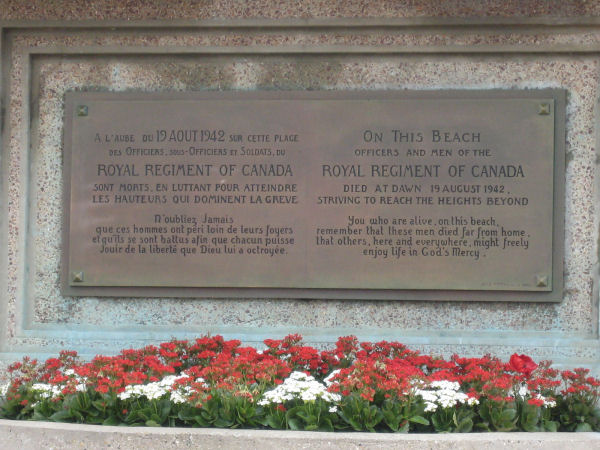 A L'AUBE DU 19 AOUT 1942 SUR CETTE PLAGE
DES OFFICIERS, SOUS-OFFICIERS ET SOLDATS, DU
ROYAL REGIMENT OF CANADA
SONT MORTS, EN LUTTANT POUR ATTEINDRE
LES HAUTEURS QUI DOMINENT LA GREVE
N'oubliez Jamais
que ces hommes ont péri loin de leurs foyers
et qu'ils se sont battus afin que chacun puisse
Jouir de la liberté que Dieu lui a octroyée.
ON THIS BEACH
OFFICERS AND MEN OF THE
ROYAL REGIMENT OF CANADA
DIED AT DAWN 19 AUGUST 1942,
STRIVING TO REACH THE HEIGHTS BEYOND
You who are alive, on this beach,
remember that these men died far from home,
that others, here and everywhere, might freely
enjoy life in God's Mercy.